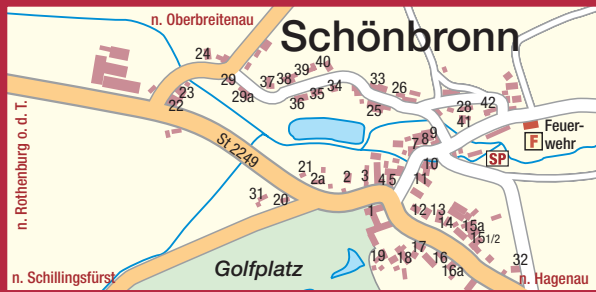 n. Oberbreitenau
Schönbronn
24
40
39
38
37
29
33
34
26
23
29a
35
36
22
25
28
42
41
n. Rothenburg o. d. T.
St 2249
9
8
7
Feuer-
F
wehr
SP
10
21
2a
2
3
4
5
11
31
20
1
12
13
14
15a
15 1/2
17
19
18
16
16a
32
n. Schillingsfürst
Golfplatz
n. Hagenau